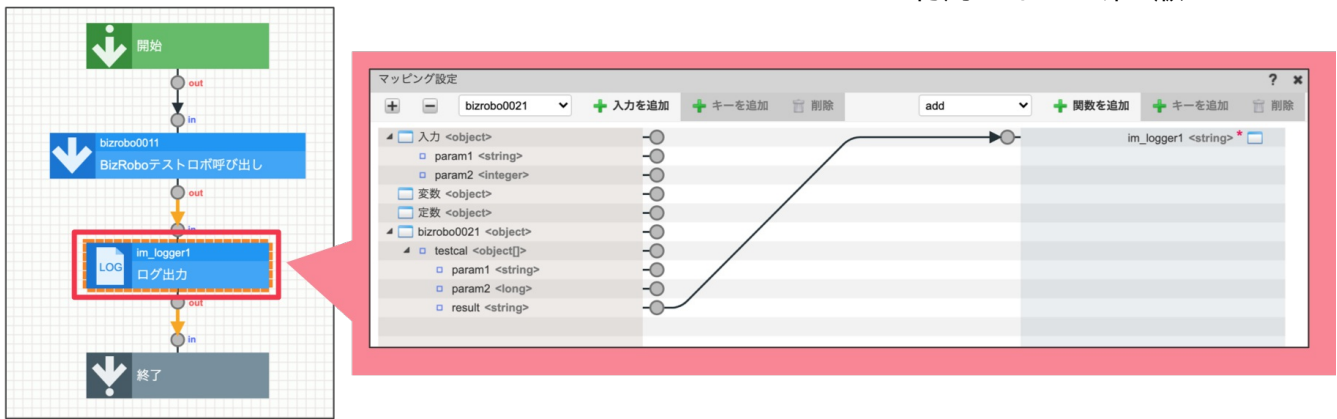 開始
out
in
bizrobo0011
BizRoboテストロボ呼び出し
out
in
im_logger1
LOG
ログ出力
out
in
終了
マッピング設定
? ×
bizrobo0021 入力を追加 キーを追加 削除 add 関数を追加 キーを追加 削除
入力 <object>
im_logger1 <string> *
param1 <string>
param2 <integer>
変数 <object>
定数 <object>
bizrobo0021 <object>
testcal <object[]>
param1 <string>
param2 <long>
result <string>